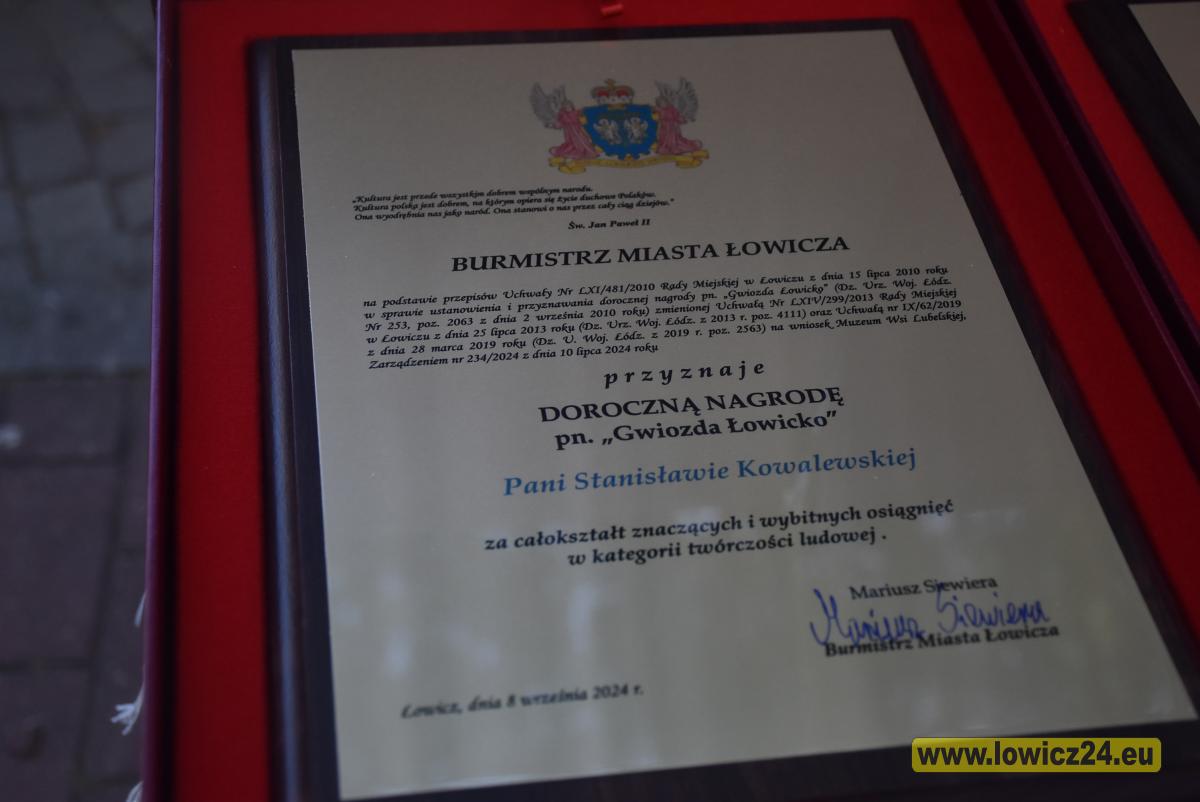 „Kultura jest przede wszystkim dobrem wspólnym narodu.
Kultura polska jest dobrem, na którym opiera się życie duchowe Polaków.
Ona wyodrębnia nas jako naród. Ona stanowi o nas przez cały ciąg dziejów."
Św. Jan Paweł II
BURMISTRZ MIASTA ŁOWICZA
na podstawie przepisów Uchwały Nr LXI/481/2010 Rady Miejskiej w Łowiczu z dnia 15 lipca 2010 roku
w sprawie ustanowienia i przyznawania dorocznej nagrody pn. „Gwiozda Łowicko" (Dz. Urz. Woj. Łódz.
Nr 253, poz. 2063 z dnia 2 września 2010 roku) zmienionej Uchwałą Nr LXIV/299/2013 Rady Miejskiej
w Łowiczu z dnia 25 lipca 2013 roku (Dz. Urz. Woj. Łódz. z 2013 r. poz. 4111) oraz Uchwałą nr IX/62/2019
z dnia 28 marca 2019 roku (Dz. U. Woj. Łódz. z 2019 r. poz. 2563) na wniosek Muzeum Wsi Lubelskiej,
Zarządzeniem nr 234/2024 z dnia 10 lipca 2024 roku
przyznaje
DOROCZNĄ NAGRODĘ
pn. „Gwiozda Łowicko"
Pani Stanisławie Kowalewskiej
za całokształt znaczących i wybitnych osiągnięć
w kategorii twórczości ludowej .
Mariusz Siewiera
Mariusz Siewiera
Burmistrz Miasta Łowicza
Łowicz, dnia 8 września 2024 r.
www.lowicz24.eu